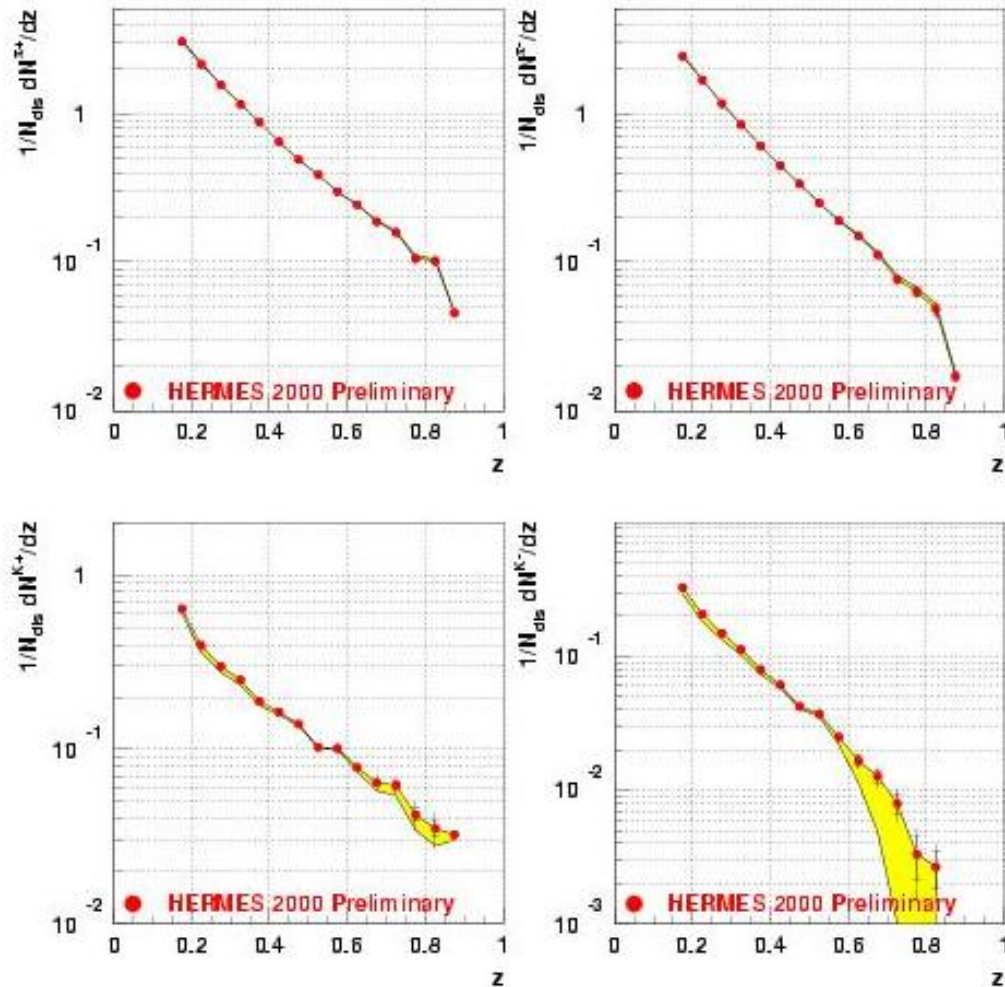 1/N_dis dN^π+/dz
1
10^-1
10^-2
HERMES 2000 Preliminary
0 0.2 0.4 0.6 0.8 1
z
1/N_dis dN^π-/dz
1
10^-1
10^-2
HERMES 2000 Preliminary
0 0.2 0.4 0.6 0.8 1
z
1/N_dis dN^K+/dz
1
10^-1
10^-2
HERMES 2000 Preliminary
0 0.2 0.4 0.6 0.8 1
z
1/N_dis dN^K-/dz
10^-1
10^-2
10^-3
HERMES 2000 Preliminary
0 0.2 0.4 0.6 0.8 1
z